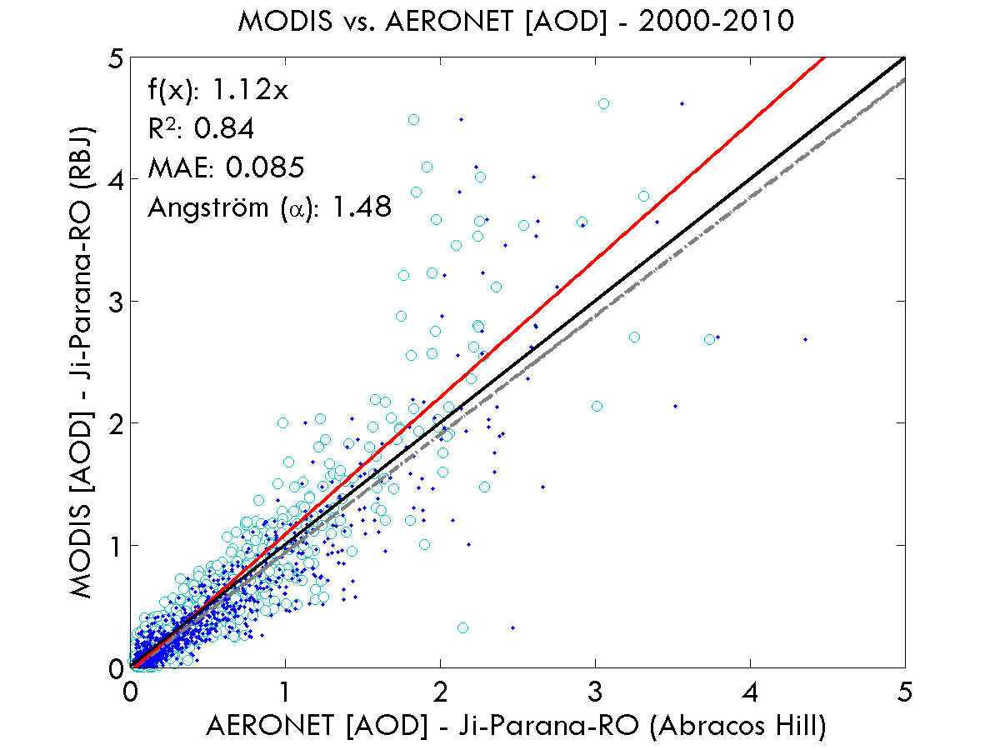 MODIS vs. AERONET [AOD] - 2000-2010
f(x): 1.12x
R²: 0.84
MAE: 0.085
Angström (α): 1.48
MODIS [AOD] - Ji-Parana-RO (RBJ)
5
4
3
2
1
0
0 1 2 3 4 5
AERONET [AOD] - Ji-Parana-RO (Abracos Hill)